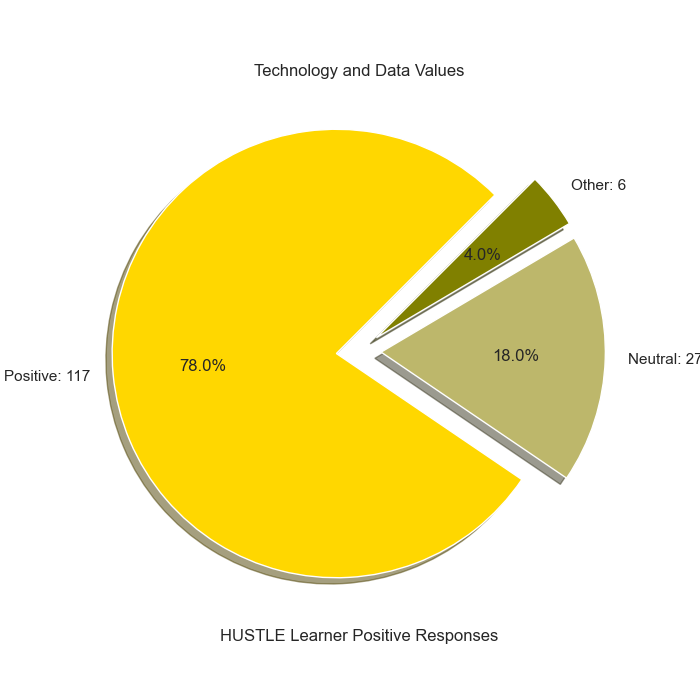 Technology and Data Values
Other: 6
4.0%
18.0%
Neutral: 27
78.0%
Positive: 117
HUSTLE Learner Positive Responses